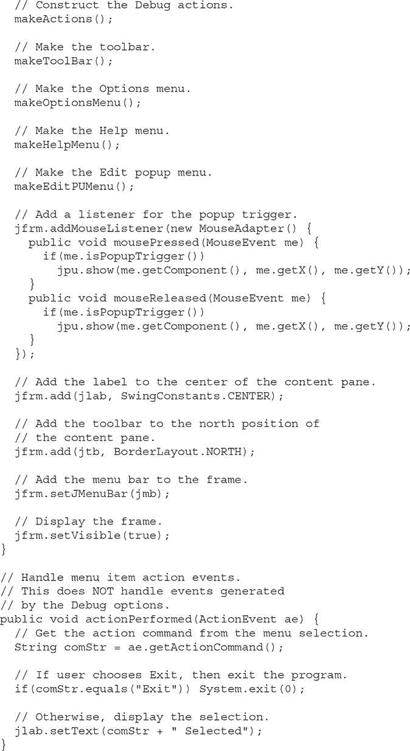 // Construct the Debug actions.
makeActions();
// Make the toolbar.
makeToolBar();
// Make the Options menu.
makeOptionsMenu();
// Make the Help menu.
makeHelpMenu();
// Make the Edit popup menu.
makeEditPUMenu();
// Add a listener for the popup trigger.
jfrm.addMouseListener(new MouseAdapter() {
public void mousePressed(MouseEvent me) {
if(me.isPopupTrigger())
jpu.show(me.getComponent(), me.getX(), me.getY());
}
public void mouseReleased(MouseEvent me) {
if(me.isPopupTrigger())
jpu.show(me.getComponent(), me.getX(), me.getY());
}
});
// Add the label to the center of the content pane.
jfrm.add(jlab, SwingConstants.CENTER);
// Add the toolbar to the north position of
// the content pane.
jfrm.add(jtb, BorderLayout.NORTH);
// Add the menu bar to the frame.
jfrm.setJMenuBar(jmb);
// Display the frame.
jfrm.setVisible(true);
}
// Handle menu item action events.
// This does NOT handle events generated
// by the Debug options.
public void actionPerformed(ActionEvent ae) {
// Get the action command from the menu selection.
String comStr = ae.getActionCommand();
// If user chooses Exit, then exit the program.
if(comStr.equals("Exit")) System.exit(0);
// Otherwise, display the selection.
jlab.setText(comStr + " Selected");
}